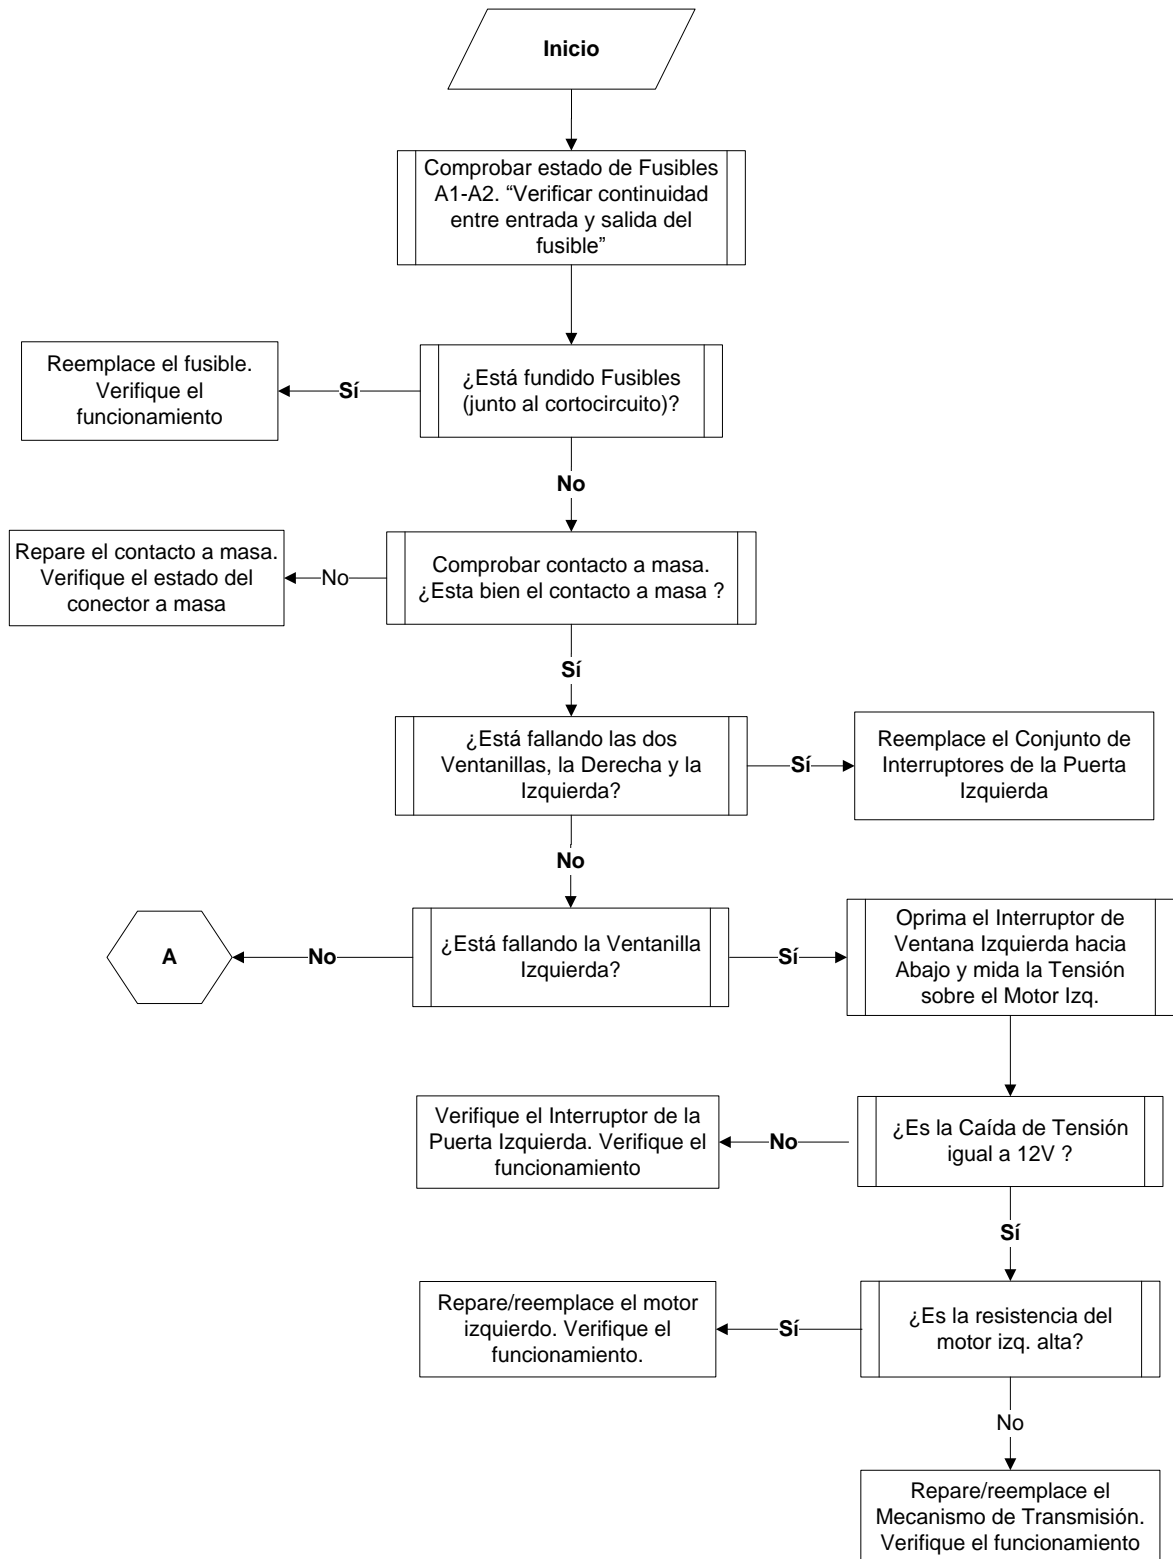 Inicio
Comprobar estado de Fusibles
A1-A2. “Verificar continuidad
entre entrada y salida del
fusible”
Reemplace el fusible.
Verifique el
funcionamiento
Sí
¿Está fundido Fusibles
(junto al cortocircuito)?
No
Repare el contacto a masa.
Verifique el estado del
conector a masa
No
Comprobar contacto a masa.
¿Esta bien el contacto a masa ?
Sí
¿Está fallando las dos
Ventanillas, la Derecha y la
Izquierda?
Sí
Reemplace el Conjunto de
Interruptores de la Puerta
Izquierda
No
A
No
¿Está fallando la Ventanilla
Izquierda?
Sí
Oprima el Interruptor de
Ventana Izquierda hacia
Abajo y mida la Tensión
sobre el Motor Izq.
Verifique el Interruptor de la
Puerta Izquierda. Verifique el
funcionamiento
No
¿Es la Caída de Tensión
igual a 12V ?
Sí
Repare/reemplace el motor
izquierdo. Verifique el
funcionamiento.
Sí
¿Es la resistencia del
motor izq. alta?
No
Repare/reemplace el
Mecanismo de Transmisión.
Verifique el funcionamiento